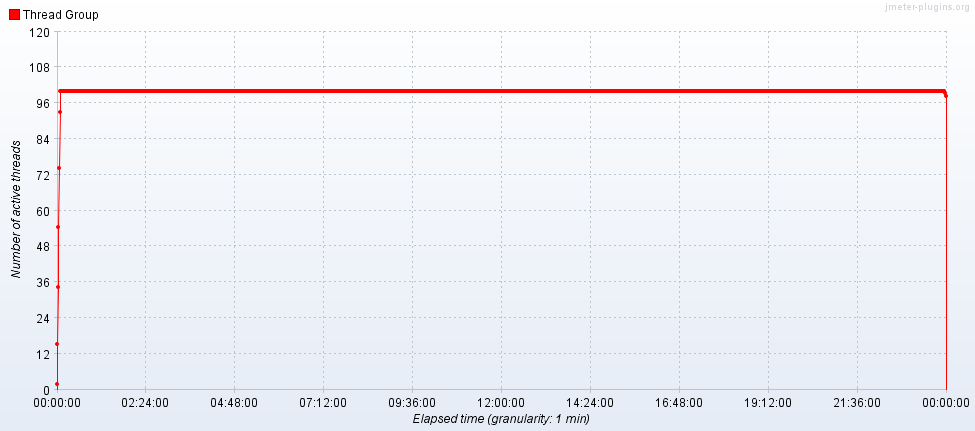 Thread Group
jmeter-plugins.org
120
108
96
84
72
60
48
36
24
12
0
Number of active threads
00:00:00 02:24:00 04:48:00 07:12:00 09:36:00 12:00:00 14:24:00 16:48:00 19:12:00 21:36:00 00:00:00
Elapsed time (granularity: 1 min)